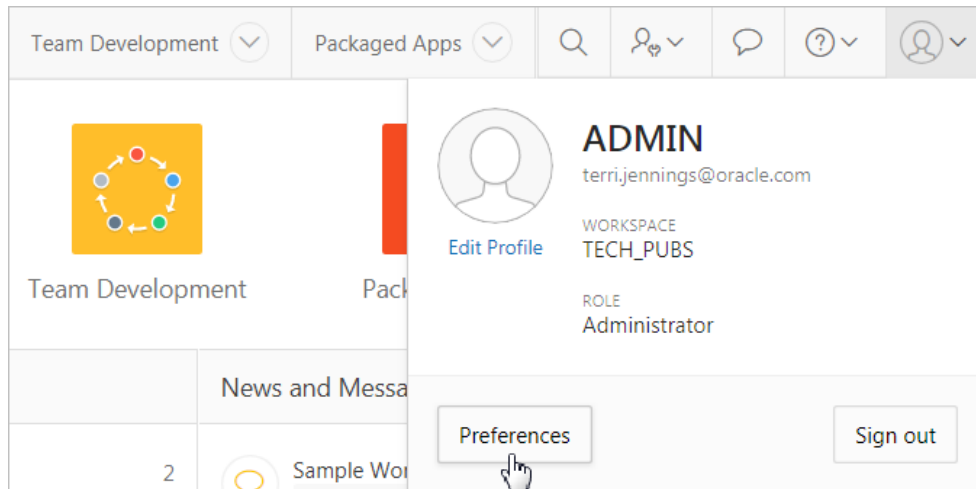 Team Development
Packaged Apps
ADMIN
terri.jennings@oracle.com
Edit Profile
WORKSPACE
TECH_PUBS
ROLE
Administrator
Team Development
Pack
News and Messa
2
Sample Wor
Preferences
Sign out